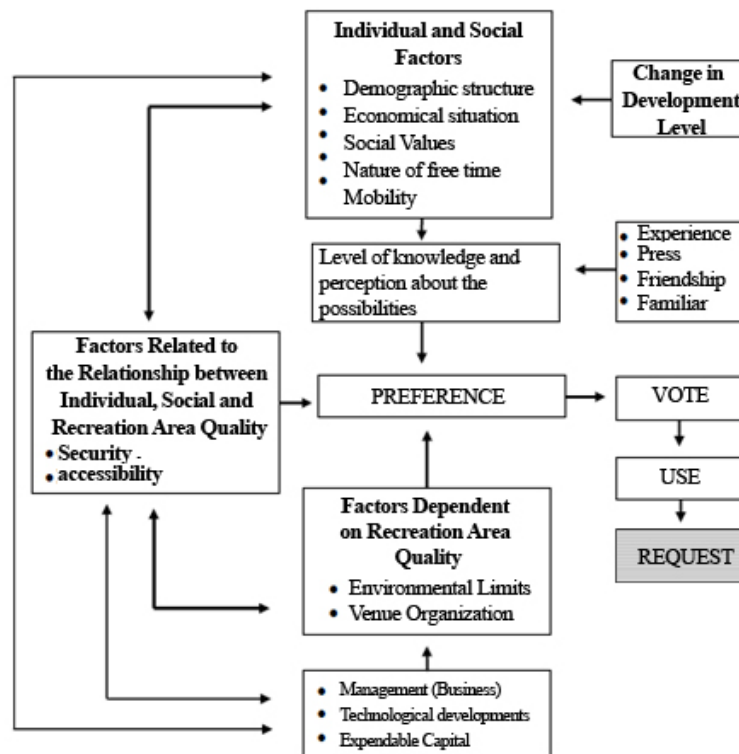 Individual and Social
Factors
• Demographic structure
• Economical situation
• Social Values
• Nature of free time
• Mobility
Change in
Development
Level
Level of knowledge and
perception about the
possibilities
• Experience
• Press
• Friendship
• Familiar
Factors Related to
the Relationship between
Individual, Social and
Recreation Area Quality
• Security -
• accessibility
PREFERENCE
VOTE
USE
REQUEST
Factors Dependent
on Recreation Area
Quality
• Environmental Limits
• Venue Organization
• Management (Business)
• Technological developments
• Expendable Capital